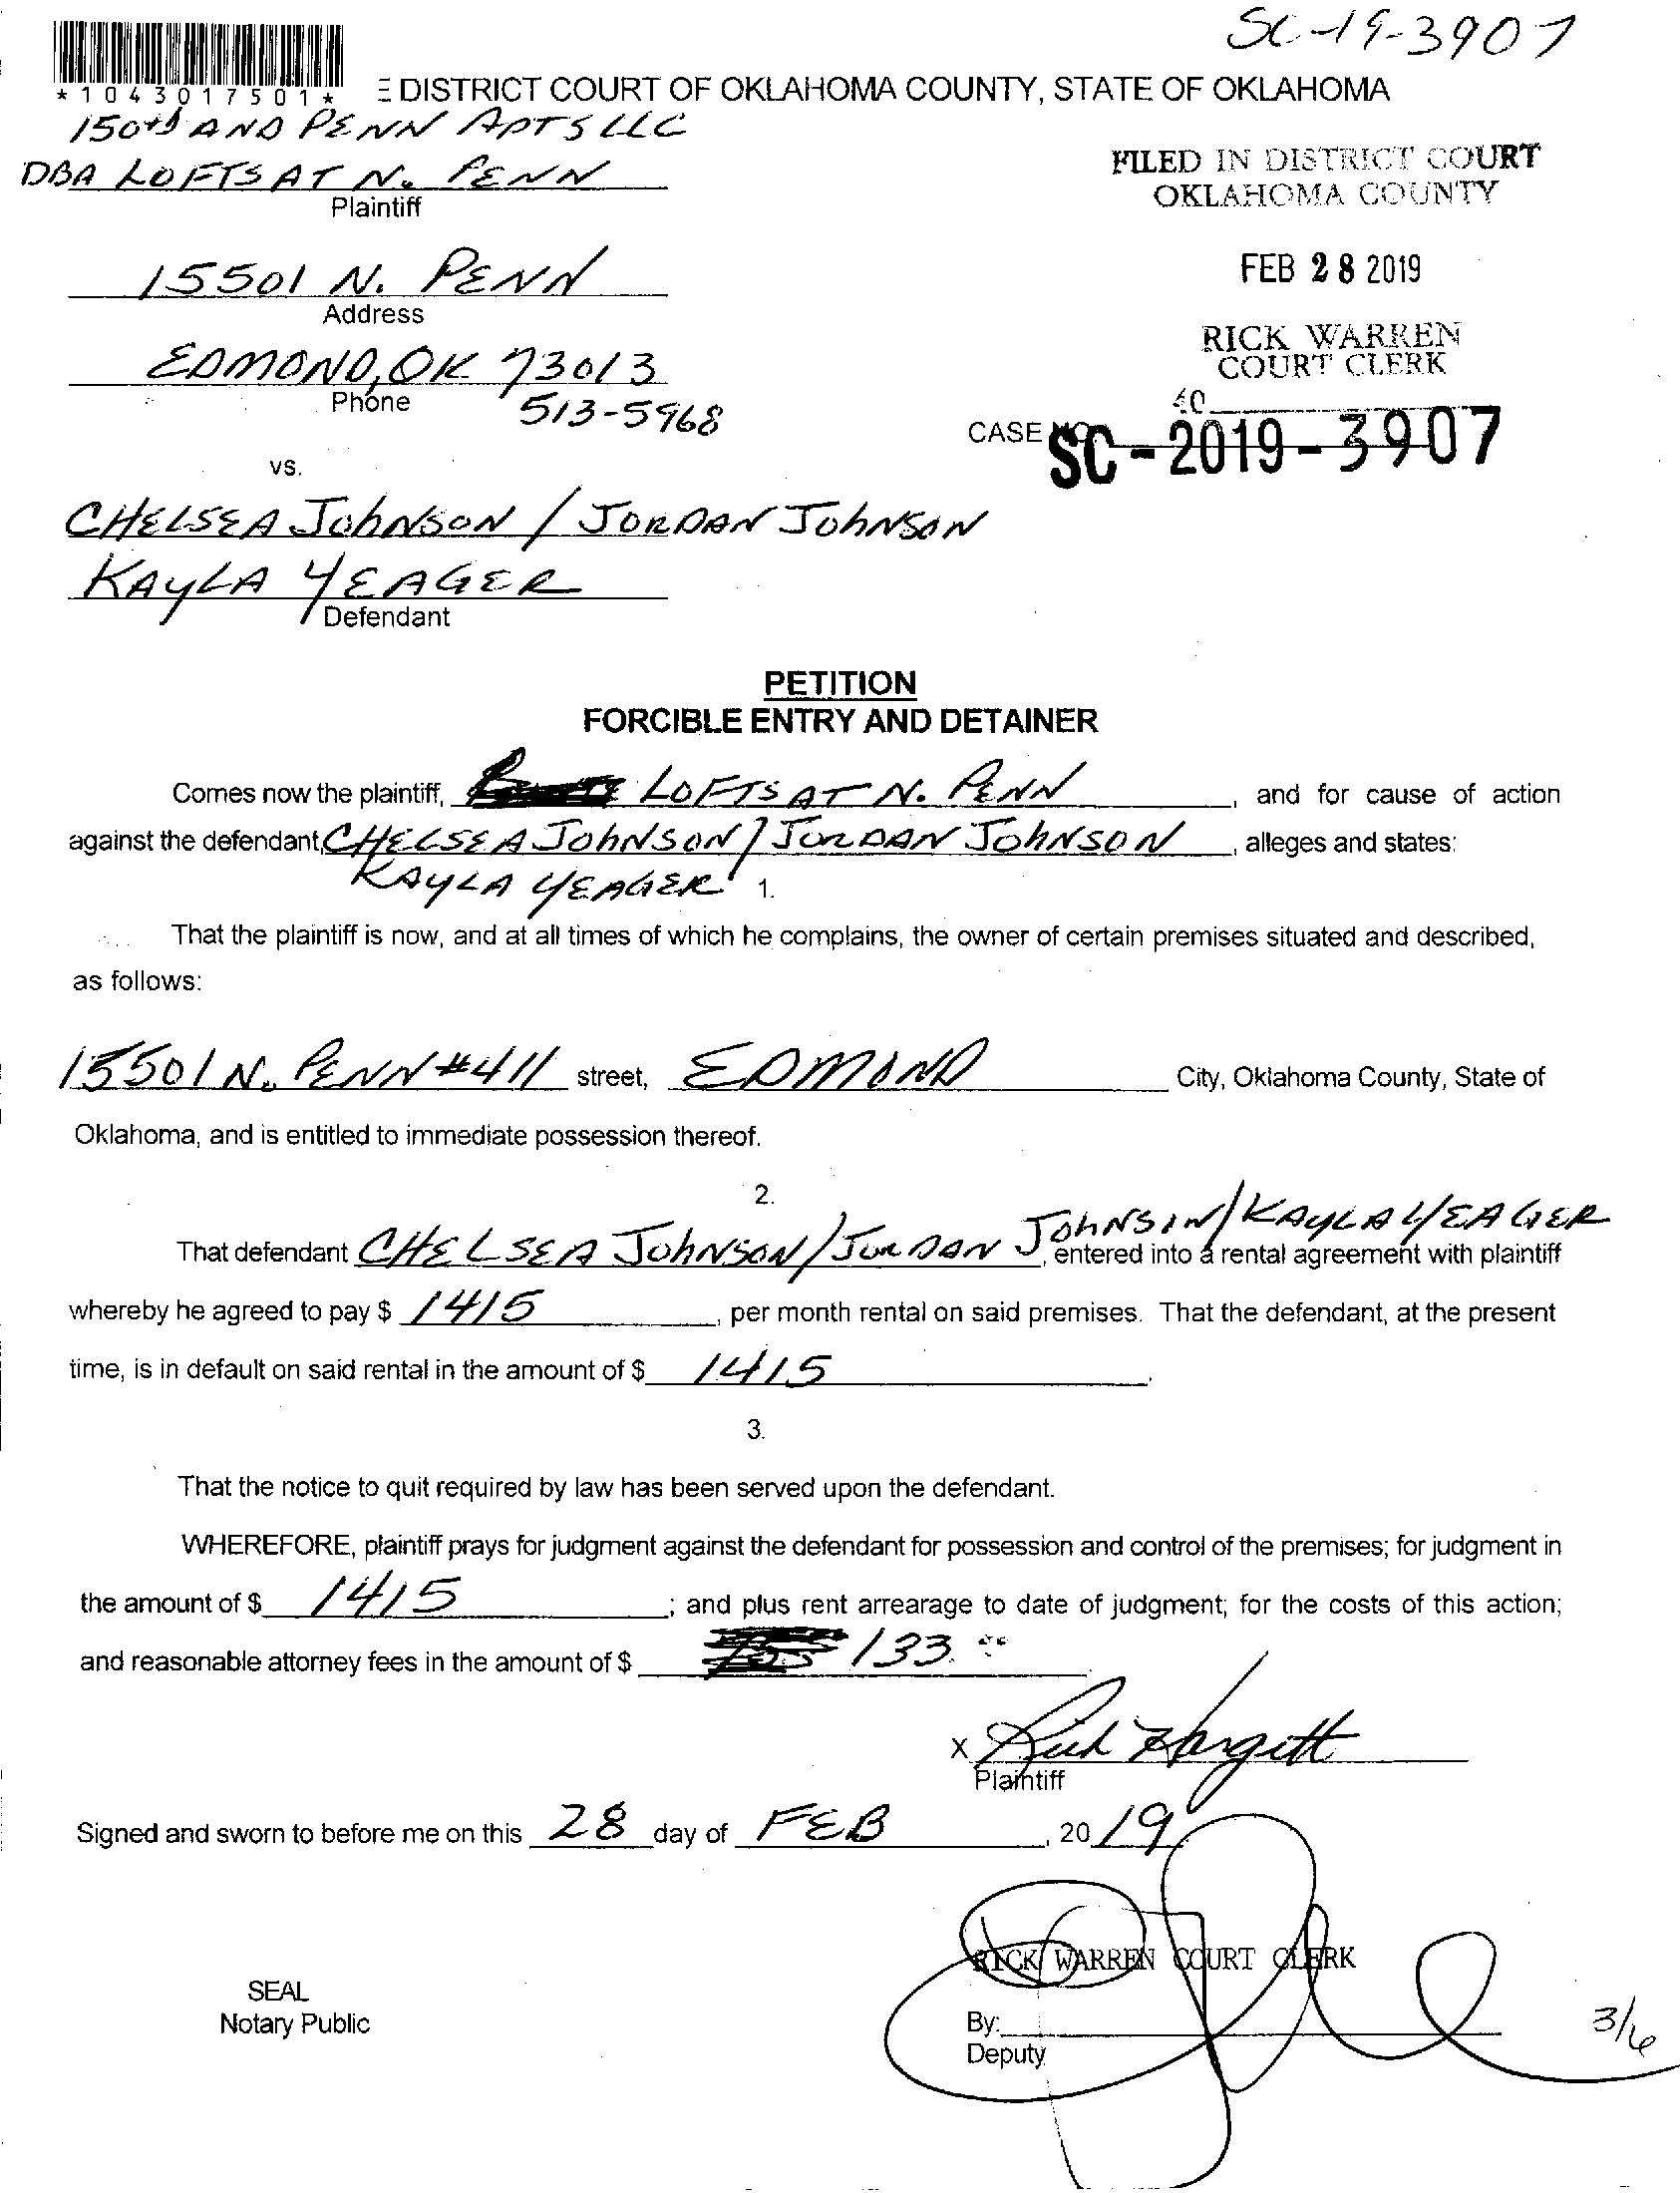 SC-19-3907
*1043017501*
E DISTRICT COURT OF OKLAHOMA COUNTY, STATE OF OKLAHOMA
150th AND PENN APTS LLC
DBA LOFTS AT N. PENN
Plaintiff
FILED IN DISTRICT COURT
OKLAHOMA COUNTY
15501 N. PENN
Address
FEB 28 2019
EDMOND, OK 73013
Phone
513-5968
RICK WARREN
COURT CLERK
40
CASE NO. SC-2019-3907
vs.
CHELSEA JOHNSON / JORDAN JOHNSON
KAYLA YEAGER
Defendant
PETITION
FORCIBLE ENTRY AND DETAINER
Comes now the plaintiff, LOFTS AT N. PENN, and for cause of action
against the defendant, CHELSEA JOHNSON / JORDAN JOHNSON, alleges and states:
KAYLA YEAGER
1.
That the plaintiff is now, and at all times of which he complains, the owner of certain premises situated and described,
as follows:
15501 N. PENN #411 street, EDMOND City, Oklahoma County, State of
Oklahoma, and is entitled to immediate possession thereof.
2.
That defendant CHELSEA JOHNSON / JORDAN JOHNSON / KAYLA YEAGER, entered into a rental agreement with plaintiff
whereby he agreed to pay $ 1415, per month rental on said premises. That the defendant, at the present
time, is in default on said rental in the amount of $ 1415.
3.
That the notice to quit required by law has been served upon the defendant.
WHEREFORE, plaintiff prays for judgment against the defendant for possession and control of the premises; for judgment in
the amount of $ 1415; and plus rent arrearage to date of judgment; for the costs of this action;
and reasonable attorney fees in the amount of $ 133.00
X Rick Hargett
Plaintiff
Signed and sworn to before me on this 28 day of FEB, 2019
RICK WARREN COURT CLERK
SEAL
Notary Public
By:
Deputy
3/6